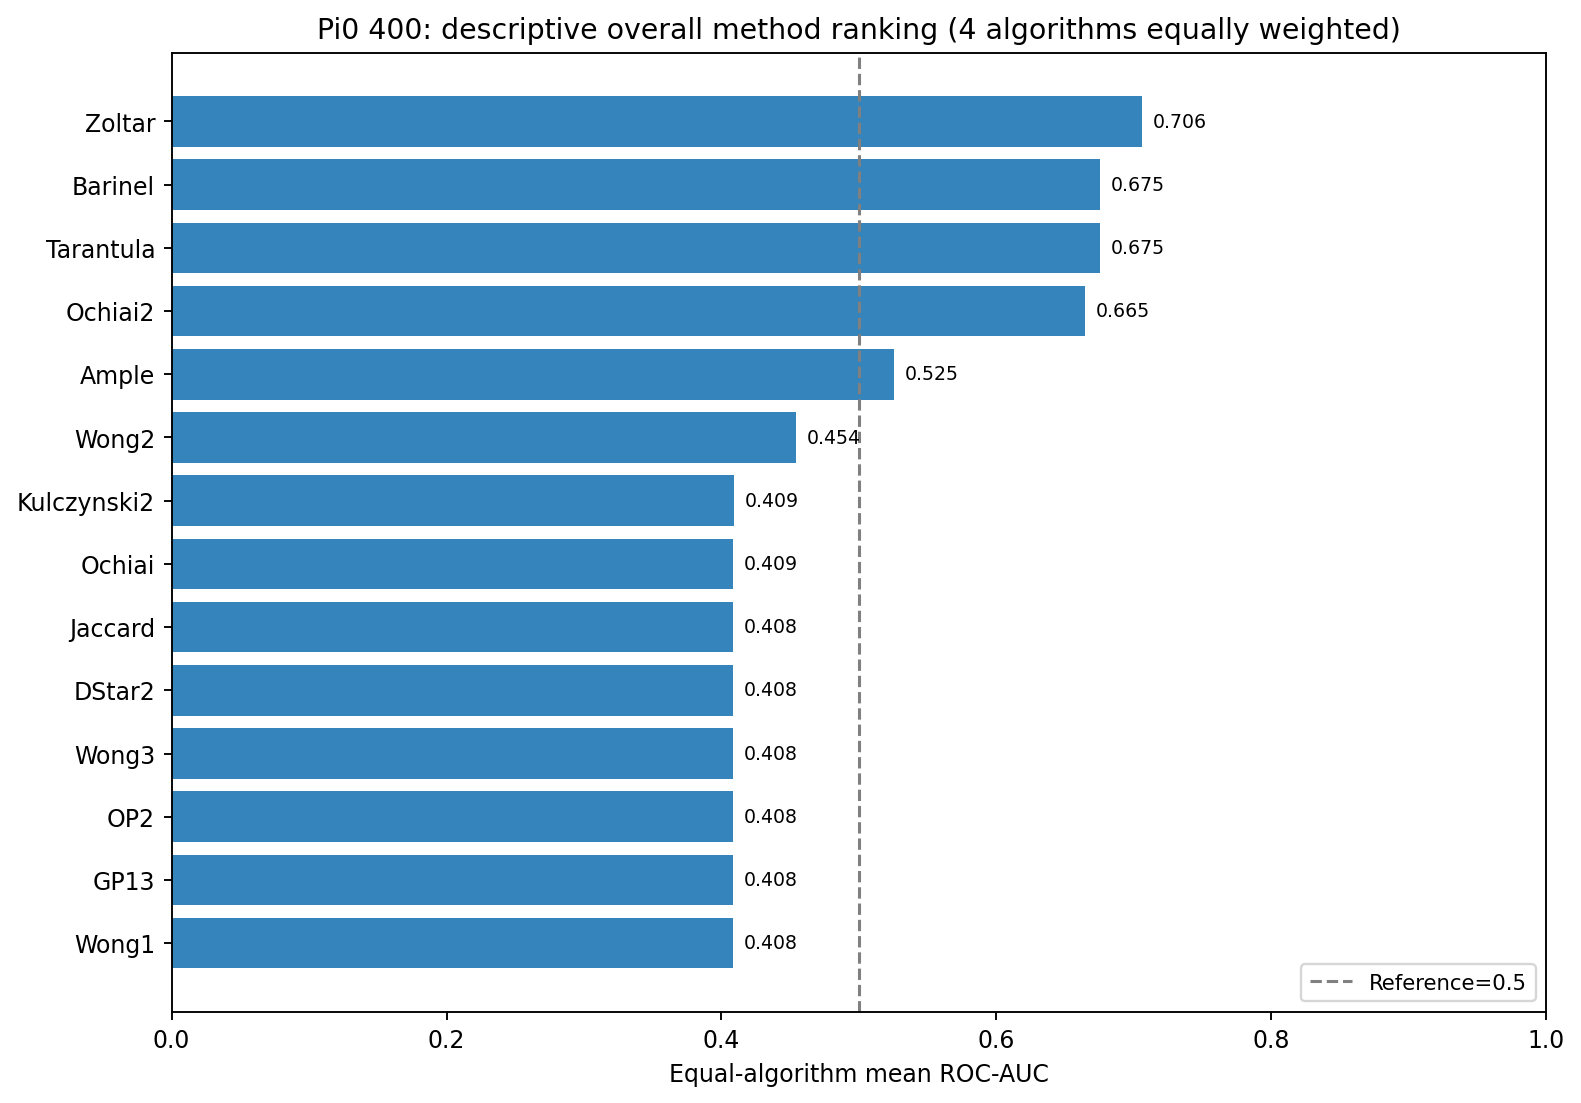 Pi0 400: descriptive overall method ranking (4 algorithms equally weighted)
Zoltar 0.706
Barinel 0.675
Tarantula 0.675
Ochiai2 0.665
Ample 0.525
Wong2 0.454
Kulczynski2 0.409
Ochiai 0.409
Jaccard 0.408
DStar2 0.408
Wong3 0.408
OP2 0.408
GP13 0.408
Wong1 0.408
Reference=0.5
0.0 0.2 0.4 0.6 0.8 1.0
Equal-algorithm mean ROC-AUC